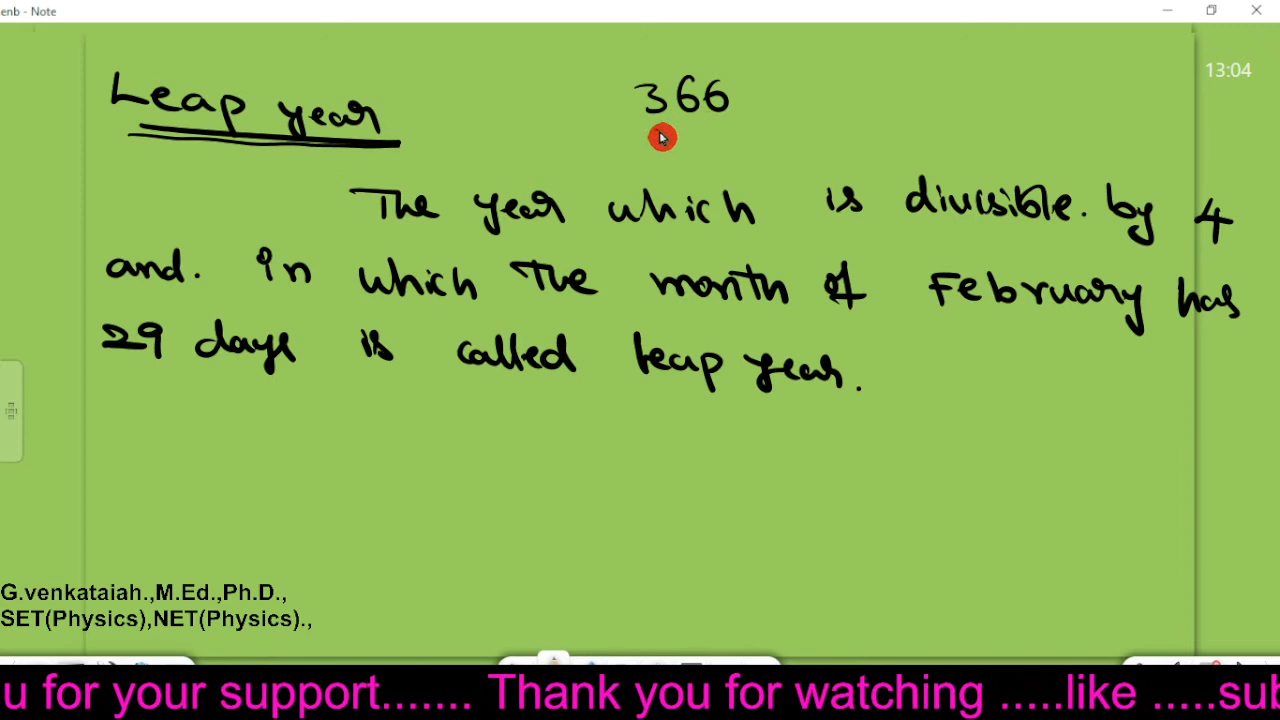 enb - Note
13:04
Leap year 366
The year which is divisible. by 4
and. in which the month of February has
29 days is called leap year.
G.venkataiah.,M.Ed.,Ph.D.,
SET(Physics),NET(Physics).,
u for your support....... Thank you for watching .....like .....sub